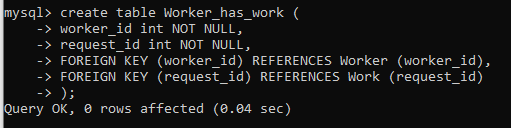 mysql> create table Worker_has_work (
    -> worker_id int NOT NULL,
    -> request_id int NOT NULL,
    -> FOREIGN KEY (worker_id) REFERENCES Worker (worker_id),
    -> FOREIGN KEY (request_id) REFERENCES Work (request_id)
    -> );
Query OK, 0 rows affected (0.04 sec)